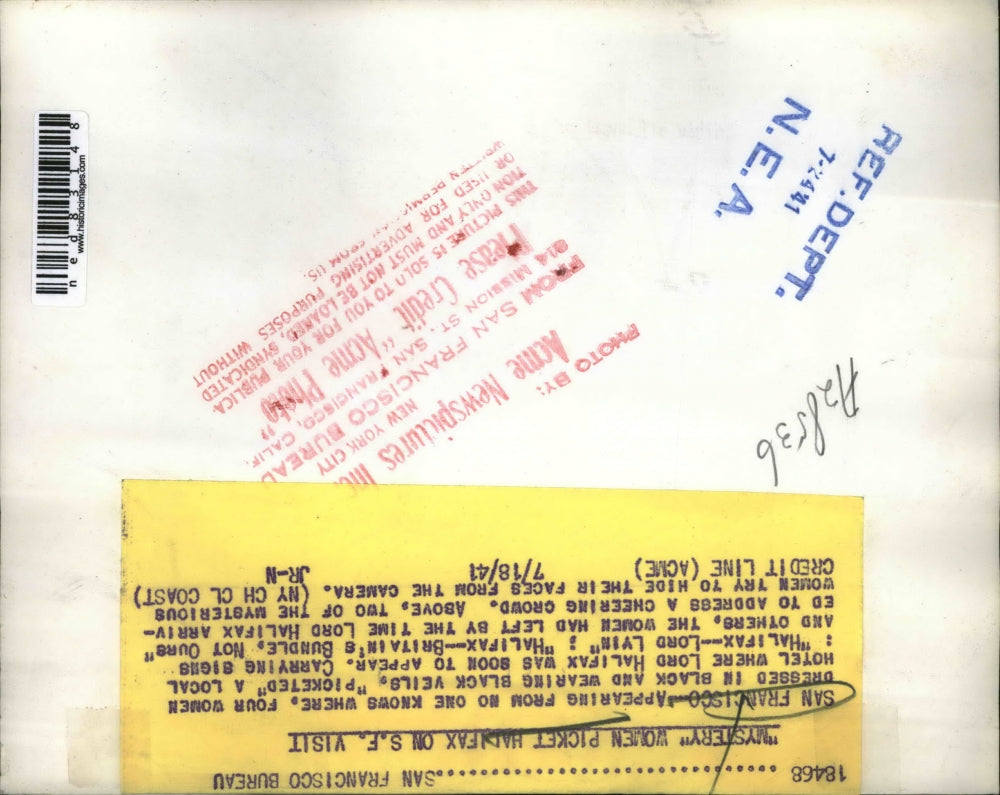 18468 ........................................SAN FRANCISCO BUREAU
"MYSTERY" WOMEN PICKET HALIFAX ON S.F. VISIT
SAN FRANCISCO--APPEARING FROM NO ONE KNOWS WHERE, FOUR WOMEN
DRESSED IN BLACK AND WEARING BLACK VEILS, "PICKETED" A LOCAL
HOTEL WHERE LORD HALIFAX WAS SOON TO APPEAR. CARRYING SIGNS
: "HALIFAX--LORD LYIN" ; "HALIFAX--BRITAIN'S BUNDLE, NOT OURS"
AND OTHERS, THE WOMEN HAD LEFT BY THE TIME LORD HALIFAX ARRIV-
ED TO ADDRESS A CHEERING CROWD. ABOVE, TWO OF THE MYSTERIOUS
WOMEN TRY TO HIDE THEIR FACES FROM THE CAMERA. (NY CH CL COAST)
CREDIT LINE (ACME) 7/18/41 JR-N
A28536
PHOTO BY:
Acme Newspictures Inc.
NEW YORK CITY
FROM SAN FRANCISCO BUREAU
814 MISSION ST., SAN FRANCISCO, CALIF.
Please Credit "Acme Photo"
THIS PICTURE IS SOLD TO YOU FOR YOUR PUBLICA
TION ONLY AND MUST NOT BE LOANED, SYNDICATED
OR USED FOR ADVERTISING PURPOSES WITHOUT
WRITTEN FROM US.
REF. DEPT.
7-24-41
N.E.A.
www.historicimages.com
ned83148